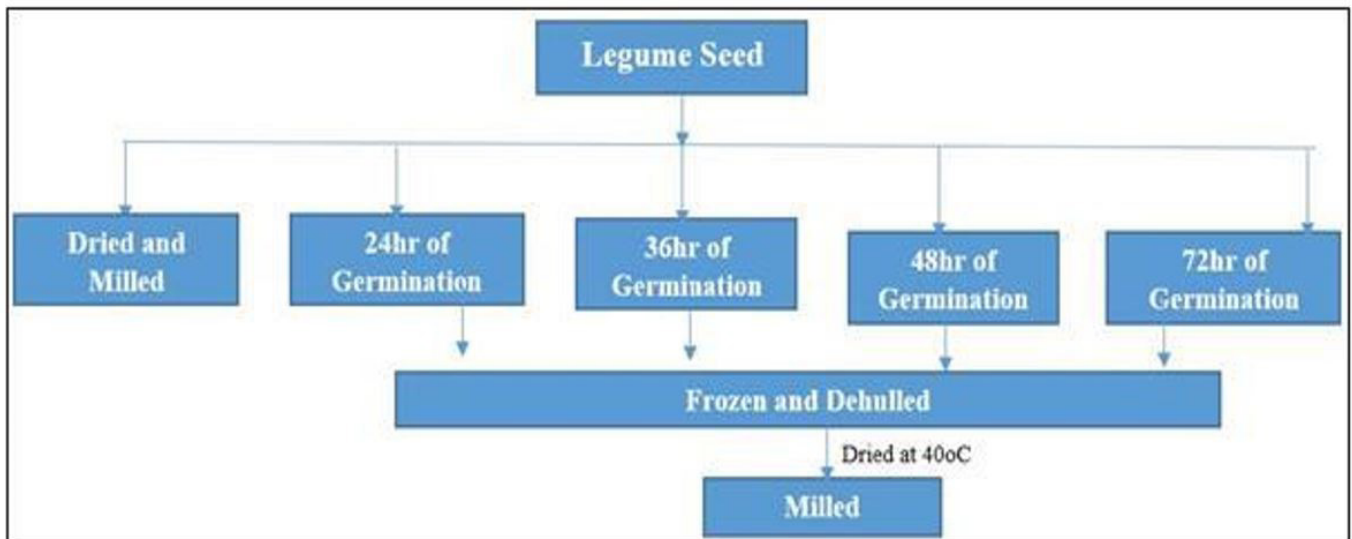 Legume Seed
Dried and
Milled
24hr of
Germination
36hr of
Germination
48hr of
Germination
72hr of
Germination
Frozen and Dehulled
Dried at 40oC
Milled